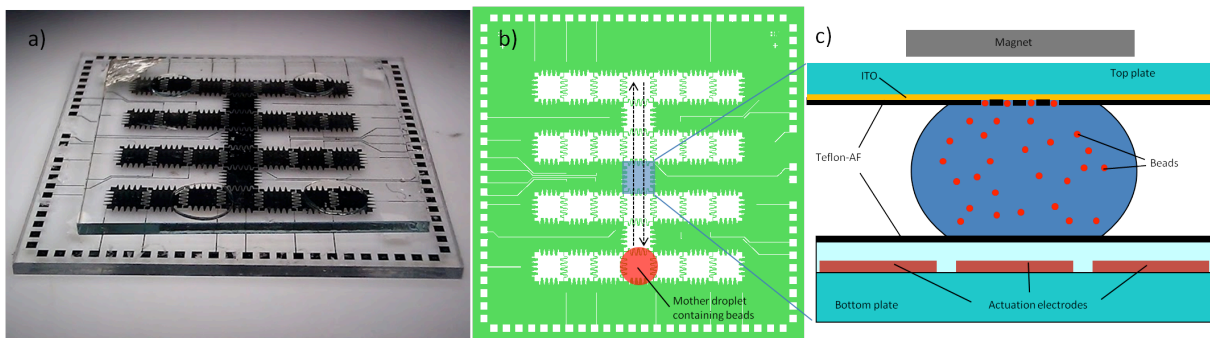 a)
b)
Mother droplet
containing beads
c)
Magnet
ITO
Top plate
Teflon-AF
Beads
Bottom plate
Actuation electrodes